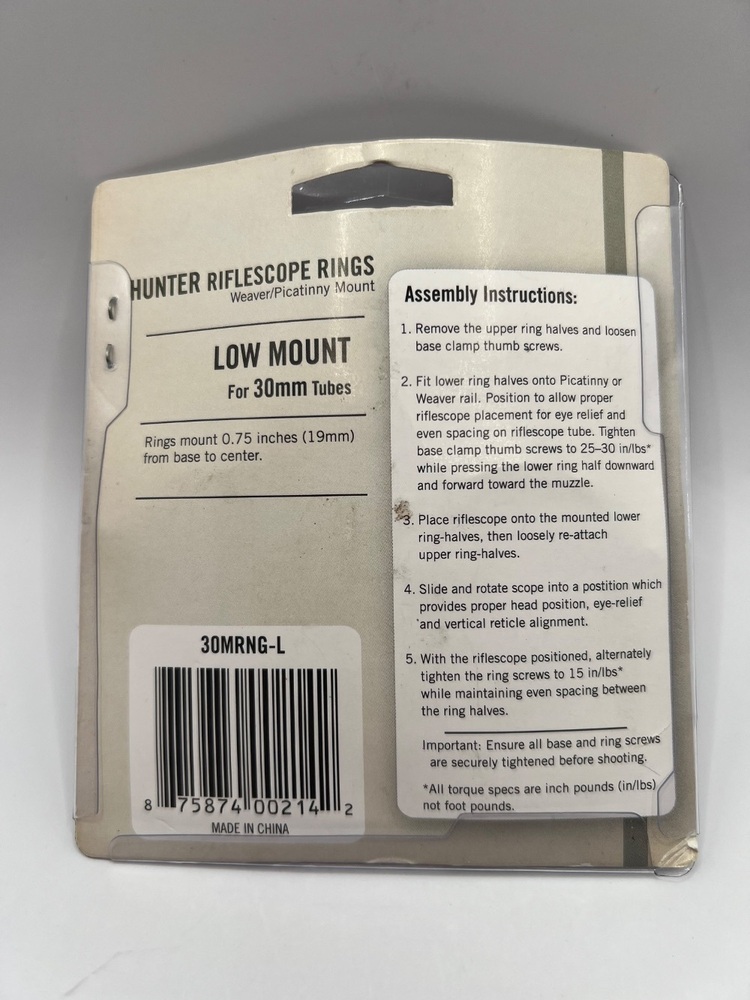 HUNTER RIFLESCOPE RINGS
Weaver/Picatinny Mount
LOW MOUNT
For 30mm Tubes
Rings mount 0.75 inches (19mm)
from base to center.
30MRNG-L
8 75874 00214 2
MADE IN CHINA
Assembly Instructions:
1. Remove the upper ring halves and loosen
base clamp thumb screws.
2. Fit lower ring halves onto Picatinny or
Weaver rail. Position to allow proper
riflescope placement for eye relief and
even spacing on riflescope tube. Tighten
base clamp thumb screws to 25–30 in/lbs*
while pressing the lower ring half downward
and forward toward the muzzle.
3. Place riflescope onto the mounted lower
ring-halves, then loosely re-attach
upper ring-halves.
4. Slide and rotate scope into a postition which
provides proper head position, eye-relief
and vertical reticle alignment.
5. With the riflescope positioned, alternately
tighten the ring screws to 15 in/lbs*
while maintaining even spacing between
the ring halves.
Important: Ensure all base and ring screws
are securely tightened before shooting.
*All torque specs are inch pounds (in/lbs)
not foot pounds.